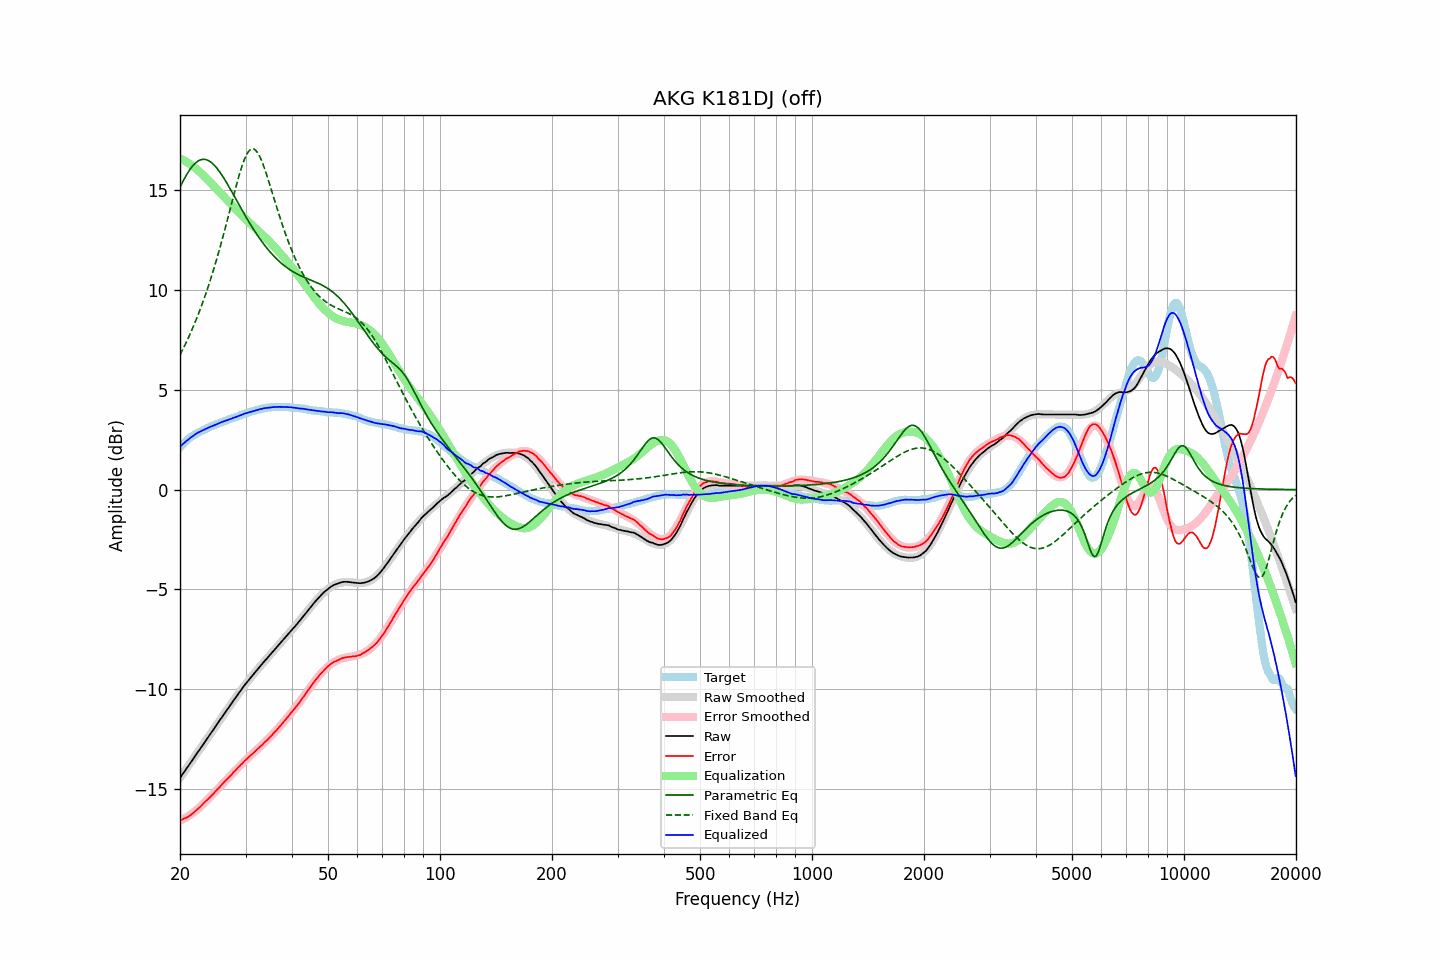 AKG K181DJ (off)
Amplitude (dBr)
15
10
5
0
−5
−10
−15
20
50
100
200
500
1000
2000
5000
10000
20000
Frequency (Hz)
Target
Raw Smoothed
Error Smoothed
Raw
Error
Equalization
Parametric Eq
Fixed Band Eq
Equalized